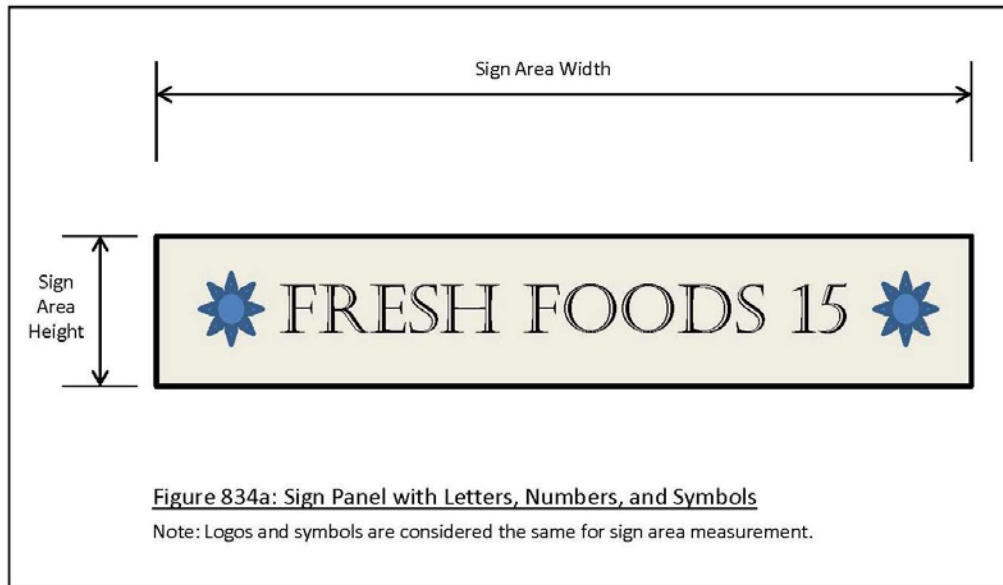 Sign Area Width
Sign
Area
Height
FRESH FOODS 15
Figure 834a: Sign Panel with Letters, Numbers, and Symbols
Note: Logos and symbols are considered the same for sign area measurement.